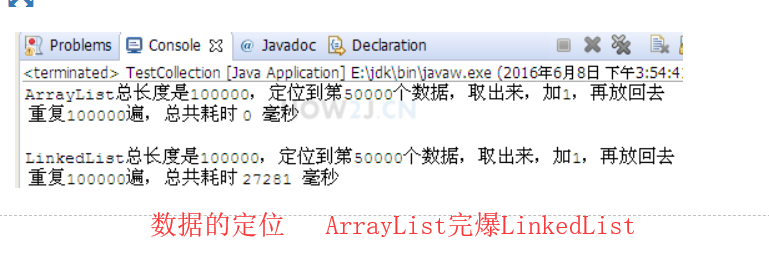 Problems Console Javadoc Declaration
<terminated> TestCollection [Java Application] E:\jdk\bin\javaw.exe (2016年6月8日 下午3:54:4
ArrayList总长度是100000，定位到第50000个数据，取出来，加1，再放回去
重复100000遍，总共耗时 0 毫秒
HOW2J.CN
LinkedList总长度是100000，定位到第50000个数据，取出来，加1，再放回去
重复100000遍，总共耗时 27281 毫秒
数据的定位 ArrayList完爆LinkedList